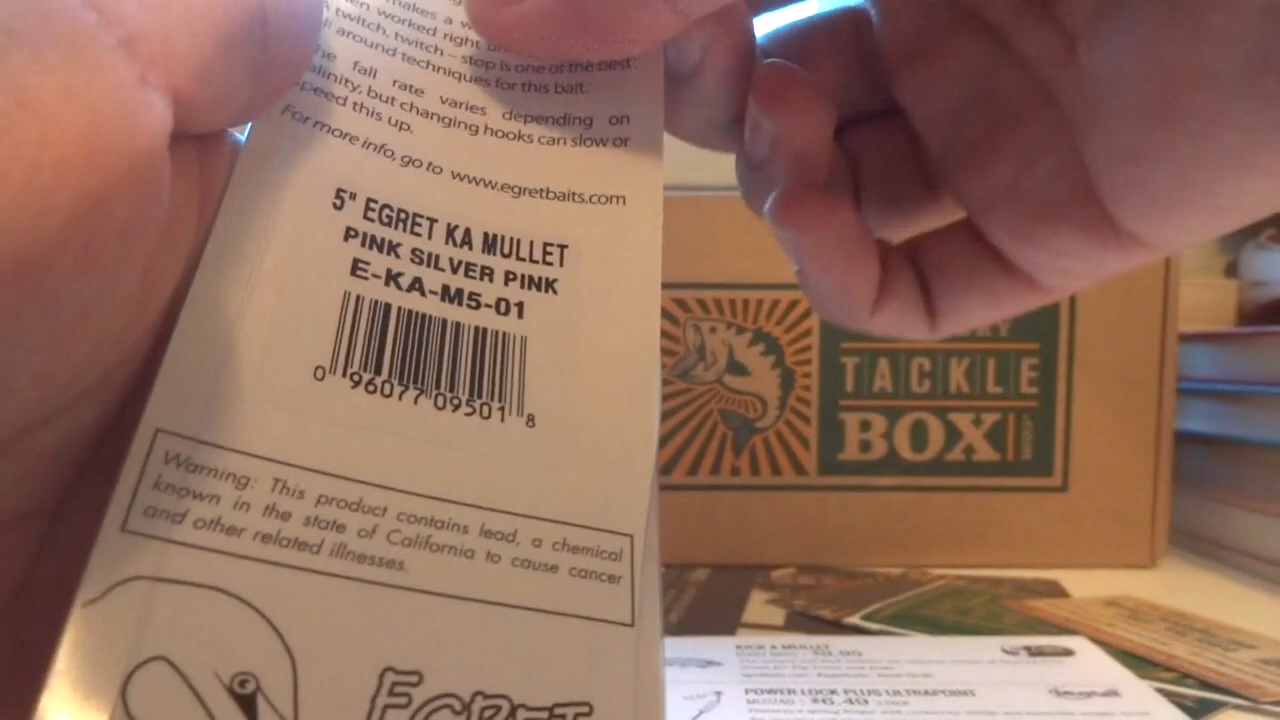 makes a
worked right
twitch, twitch – stop is one of the best
around techniques for this bait.
fall rate varies depending on
salinity, but changing hooks can slow or
speed this up.
For more info, go to www.egretbaits.com
5" EGRET KA MULLET
PINK SILVER PINK
E-KA-M5-01
0 96077 09501 8
Warning: This product contains lead, a chemical
known in the state of California to cause cancer
and other related illnesses.
EGRET
TACKLE
BOX
KICK A MULLET
POWER LOCK PLUS ULTRAPOINT
MUSTAD : $6.49